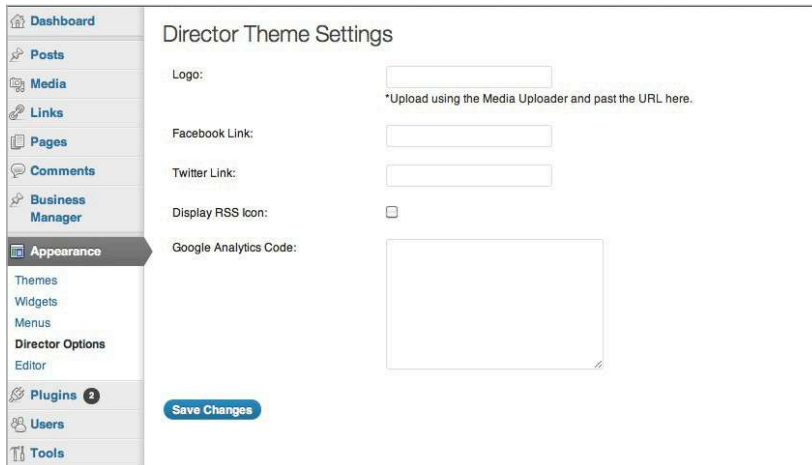 Dashboard
Posts
Media
Links
Pages
Comments
Business
Manager
Appearance
Themes
Widgets
Menus
Director Options
Editor
Plugins 2
Users
Tools
Director Theme Settings
Logo:
*Upload using the Media Uploader and past the URL here.
Facebook Link:
Twitter Link:
Display RSS Icon:
Google Analytics Code:
Save Changes